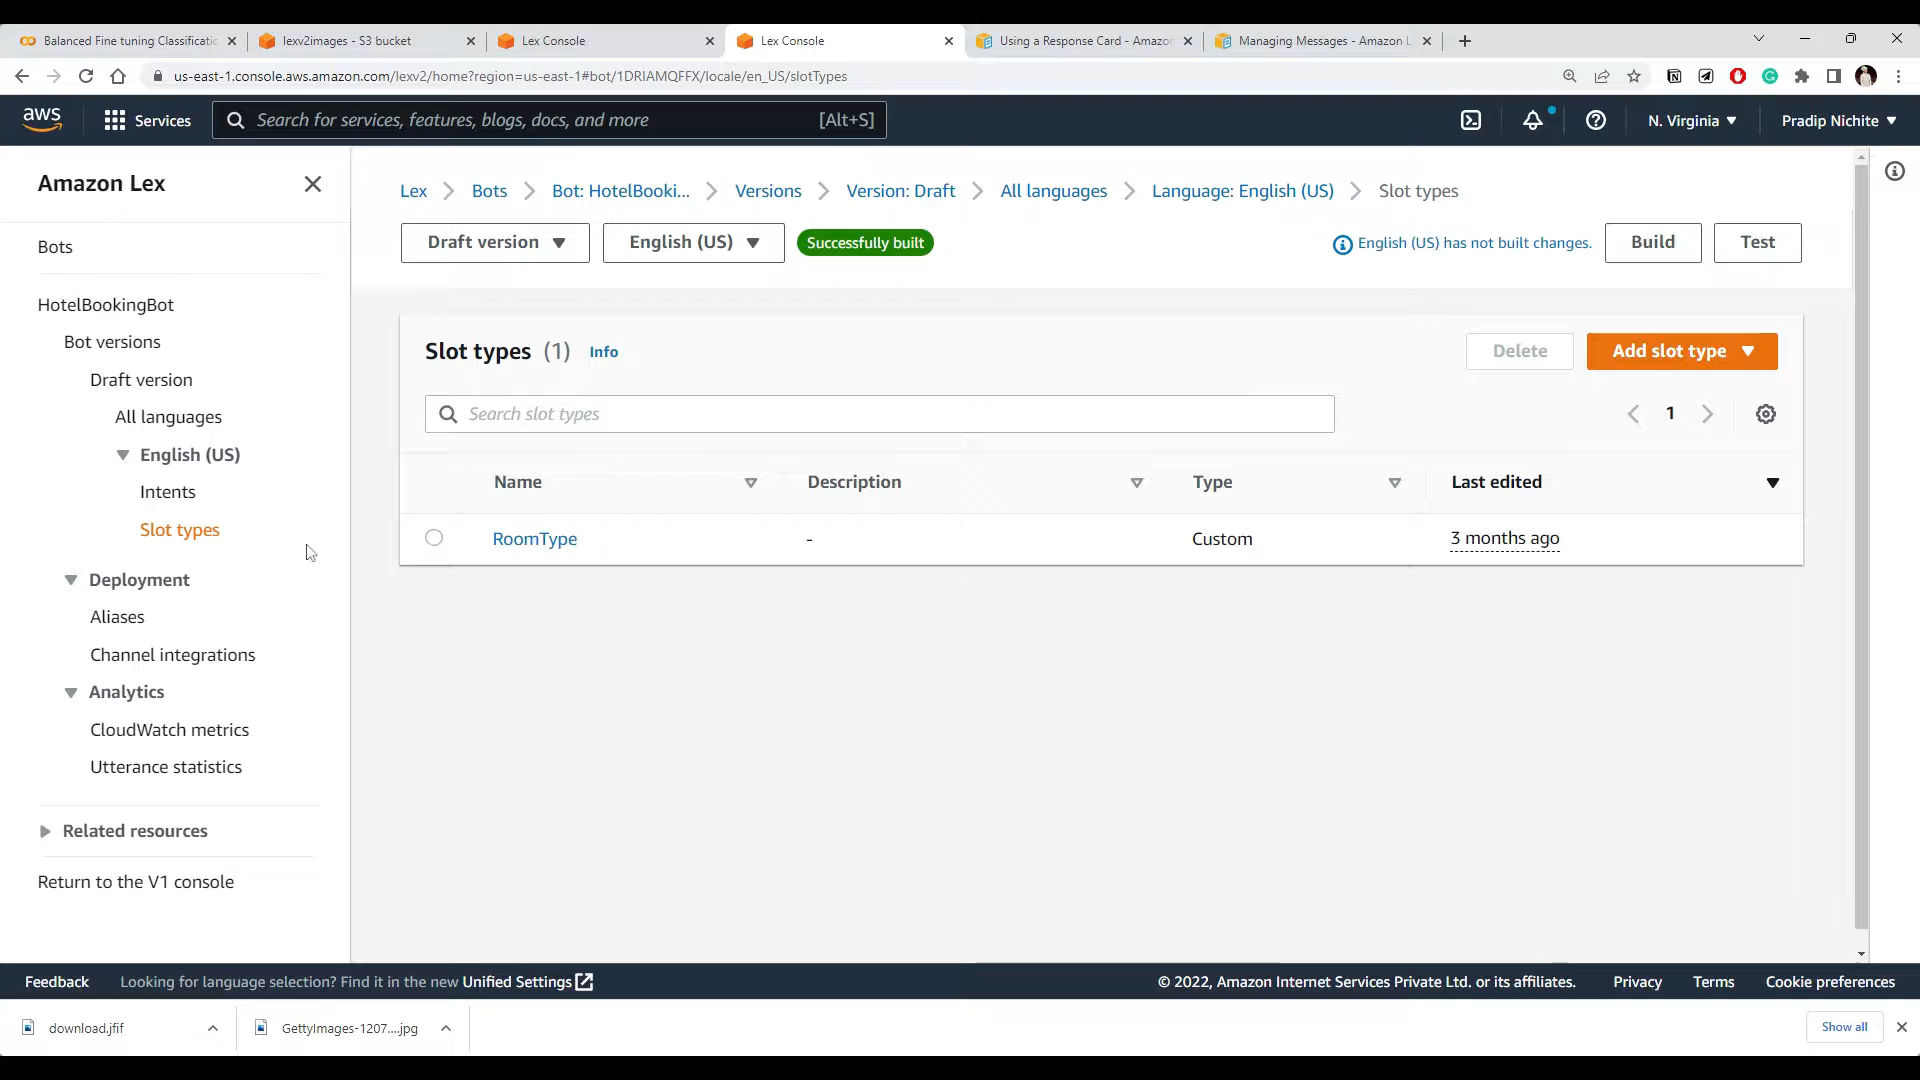 Balanced Fine tuning Classificatio
lexv2images - S3 bucket
Lex Console
Lex Console
Using a Response Card - Amazon
Managing Messages - Amazon L
us-east-1.console.aws.amazon.com/lexv2/home?region=us-east-1#bot/1DRIAMQFFX/locale/en_US/slotTypes
aws
Services
Search for services, features, blogs, docs, and more
[Alt+S]
N. Virginia
Pradip Nichite
Amazon Lex
Bots
HotelBookingBot
Bot versions
Draft version
All languages
English (US)
Intents
Slot types
Deployment
Aliases
Channel integrations
Analytics
CloudWatch metrics
Utterance statistics
Related resources
Return to the V1 console
Lex
Bots
Bot: HotelBooki...
Versions
Version: Draft
All languages
Language: English (US)
Slot types
Draft version
English (US)
Successfully built
English (US) has not built changes.
Build
Test
Slot types (1) Info
Delete
Add slot type
Search slot types
1
Name
Description
Type
Last edited
RoomType
-
Custom
3 months ago
Feedback
Looking for language selection? Find it in the new Unified Settings
© 2022, Amazon Internet Services Private Ltd. or its affiliates.
Privacy
Terms
Cookie preferences
download.jfif
GettyImages-1207....jpg
Show all